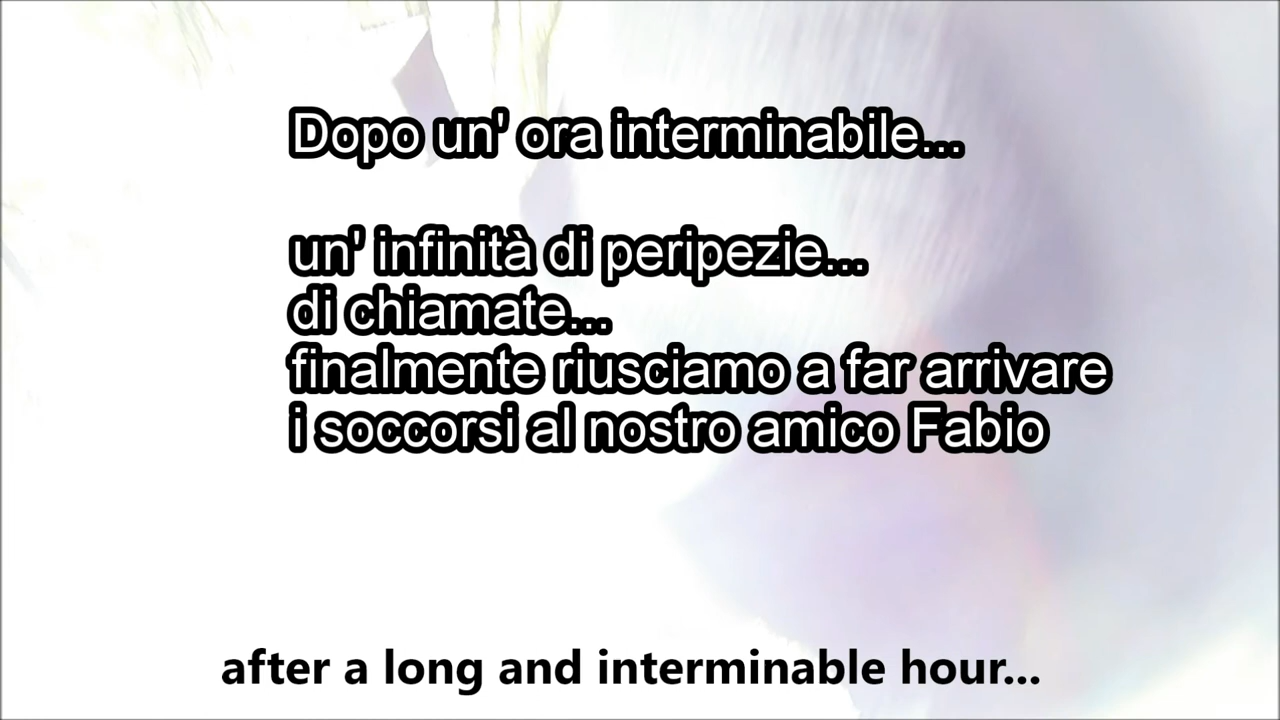 Dopo un' ora interminabile...
un' infinità di peripezie...
di chiamate...
finalmente riusciamo a far arrivare
i soccorsi al nostro amico Fabio
after a long and interminable hour...